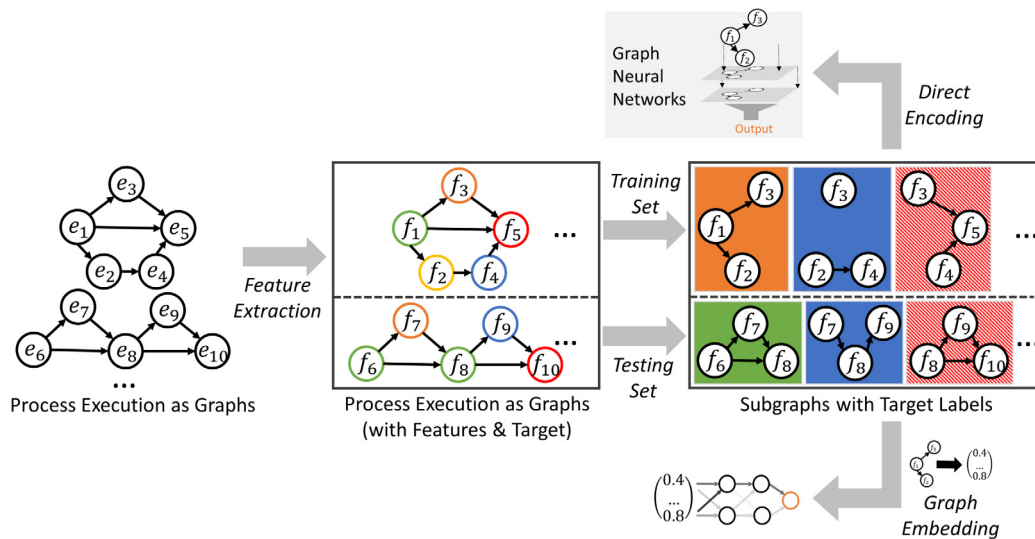 Graph
Neural
Networks
f₃
f₁
f₂
Output
Direct
Encoding
e₃
e₁
e₅
e₂
e₄
e₇
e₉
e₆
e₈
e₁₀
...
Process Execution as Graphs
Feature
Extraction
f₃
f₁
f₅
f₂
f₄
...
f₇
f₉
f₆
f₈
f₁₀
...
Process Execution as Graphs
(with Features & Target)
Training
Set
Testing
Set
f₃
f₁
f₂
f₃
f₂
f₄
f₃
f₅
f₄
...
f₇
f₆
f₈
f₇
f₉
f₈
f₉
f₈
f₁₀
...
Subgraphs with Target Labels
0.4
...
0.8
0.4
...
0.8
Graph
Embedding